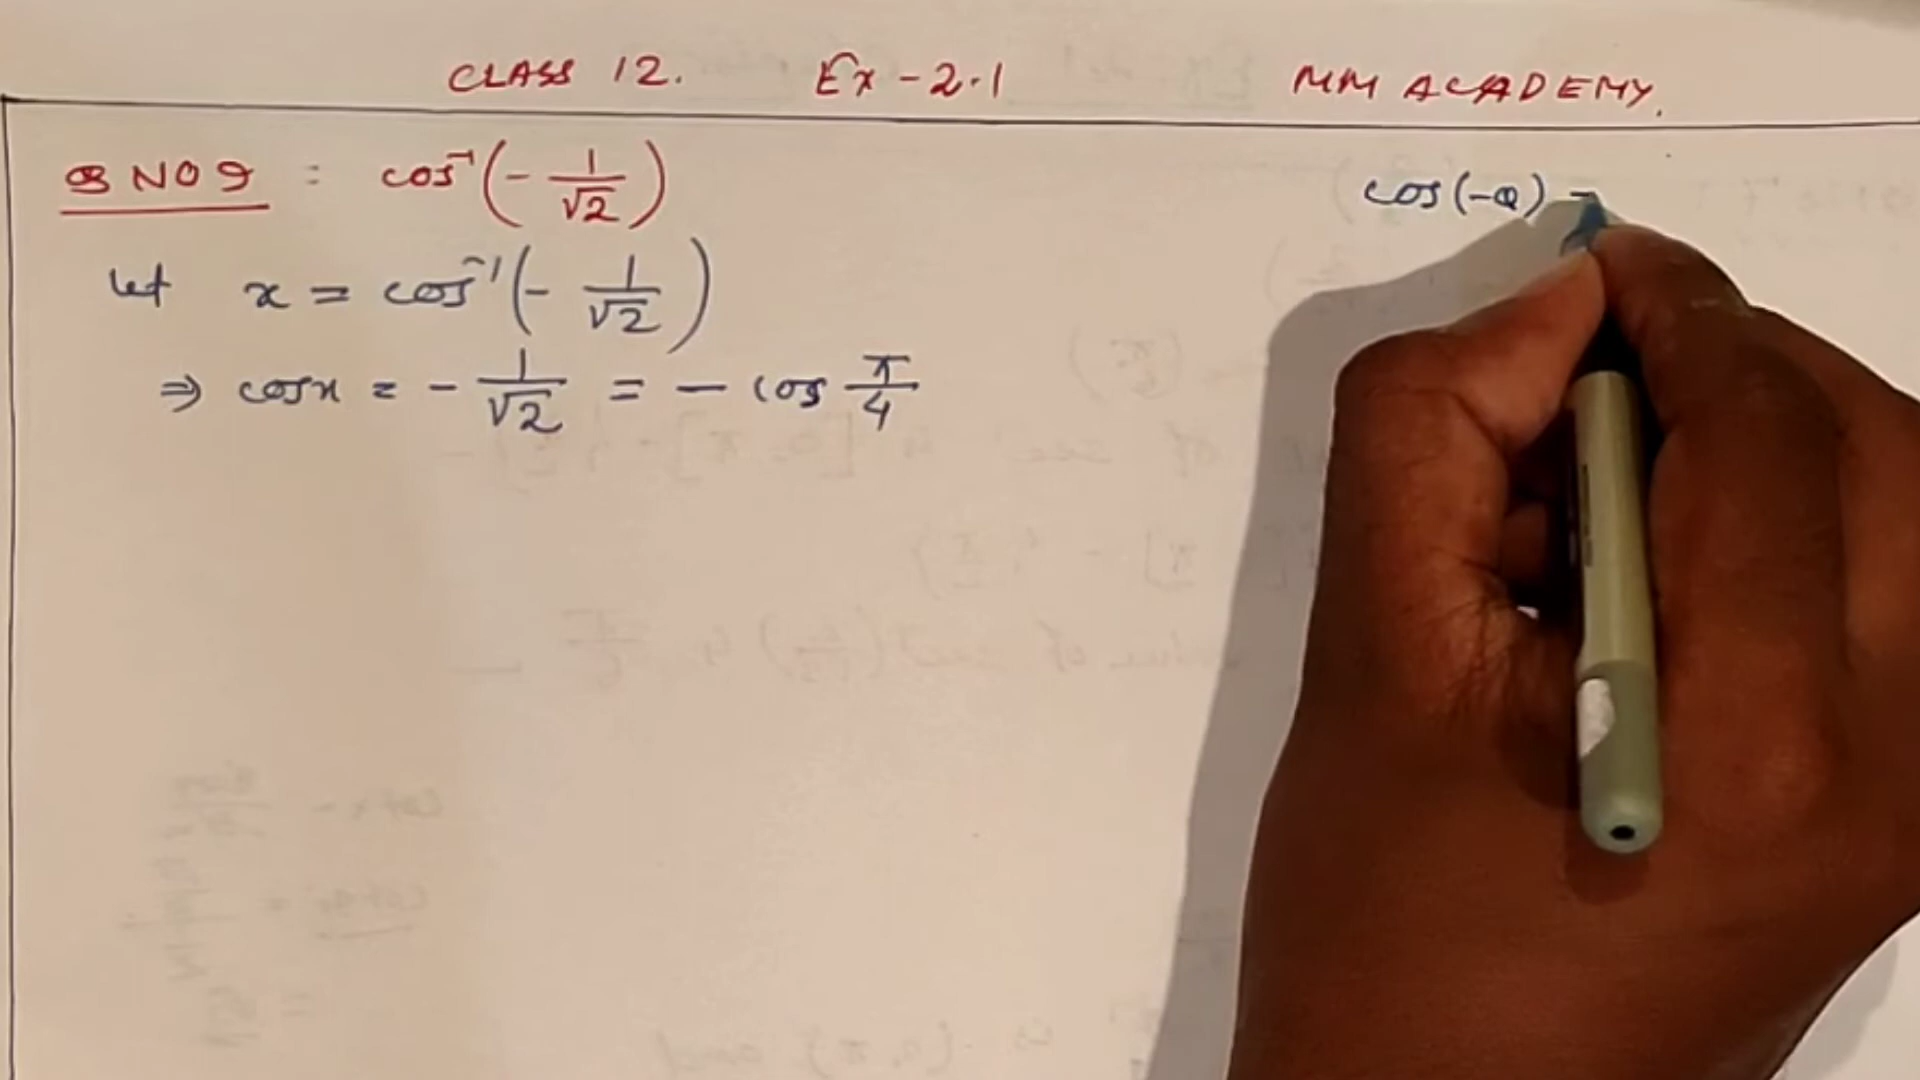 CLASS 12. Ex-2.1 MM ACADEMY.
Q NO 9 : cos⁻¹(-1/√2)
cos(-θ) =
let x = cos⁻¹(-1/√2)
⇒ cosx = -1/√2 = - cos π/4